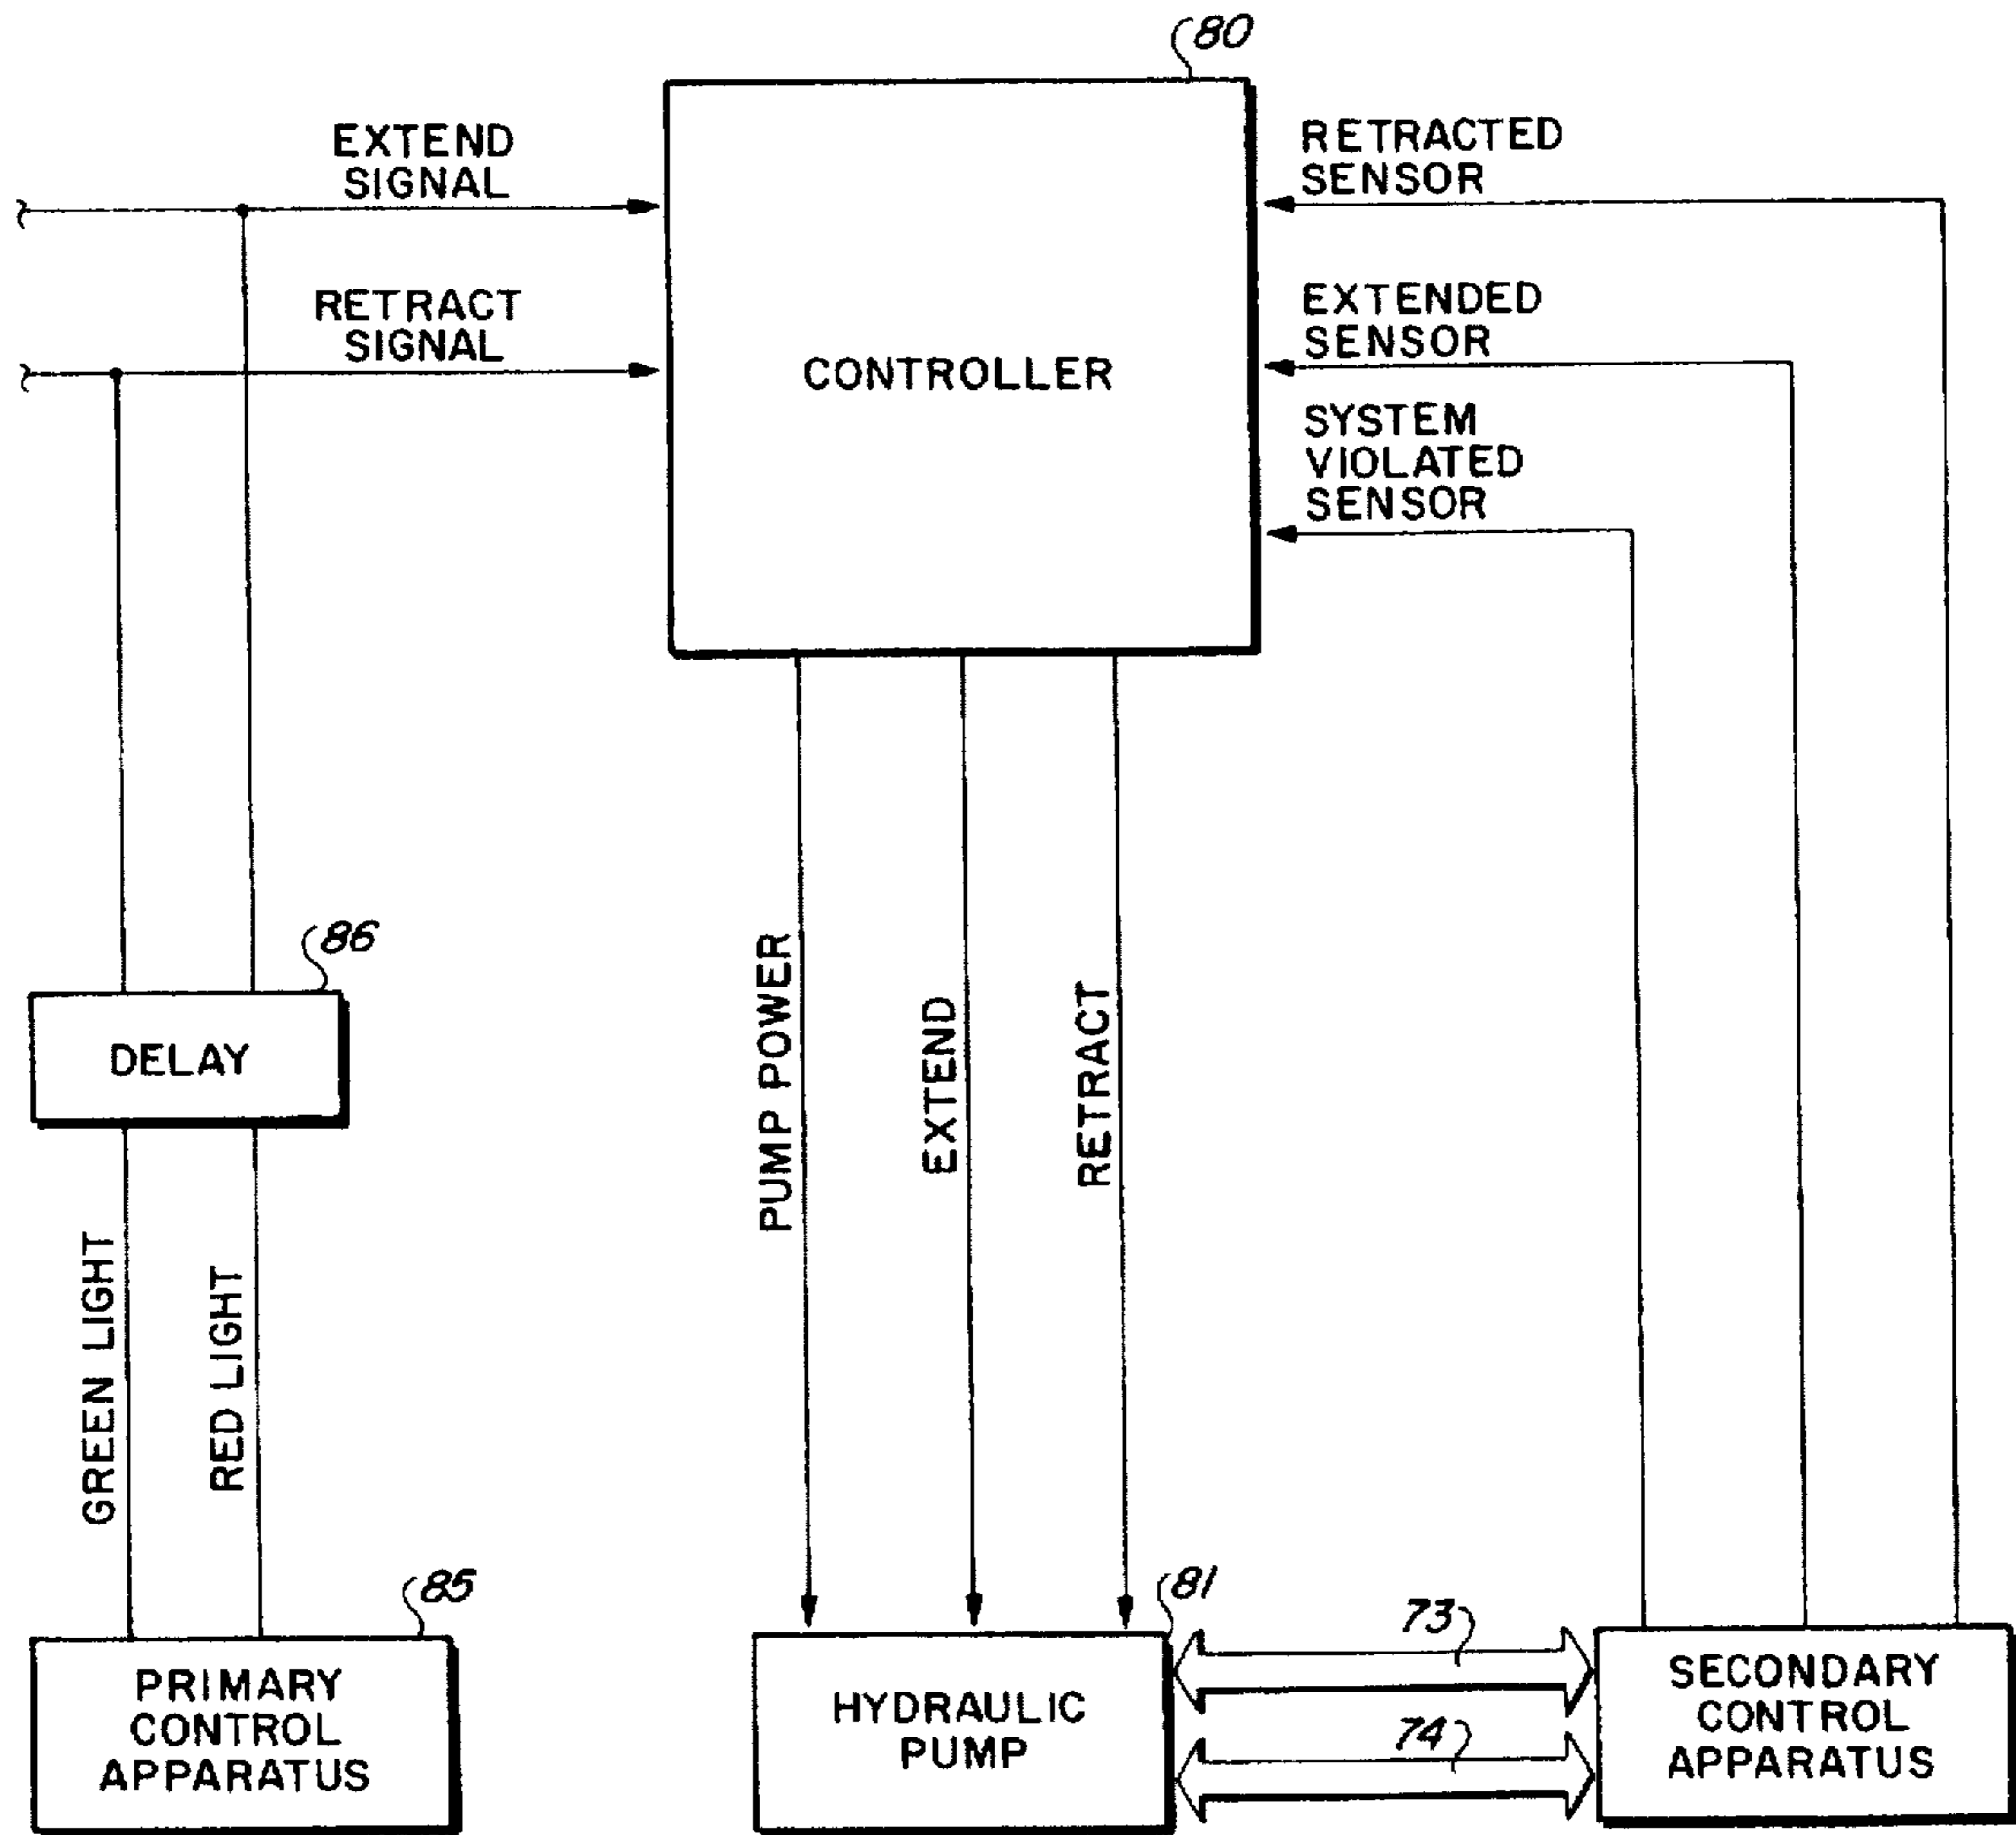 80
EXTEND
SIGNAL
RETRACTED
SENSOR
RETRACT
SIGNAL
EXTENDED
SENSOR
CONTROLLER
SYSTEM
VIOLATED
SENSOR
86
DELAY
PUMP POWER
EXTEND
RETRACT
GREEN LIGHT
RED LIGHT
85
PRIMARY
CONTROL
APPARATUS
81
HYDRAULIC
PUMP
73
74
SECONDARY
CONTROL
APPARATUS